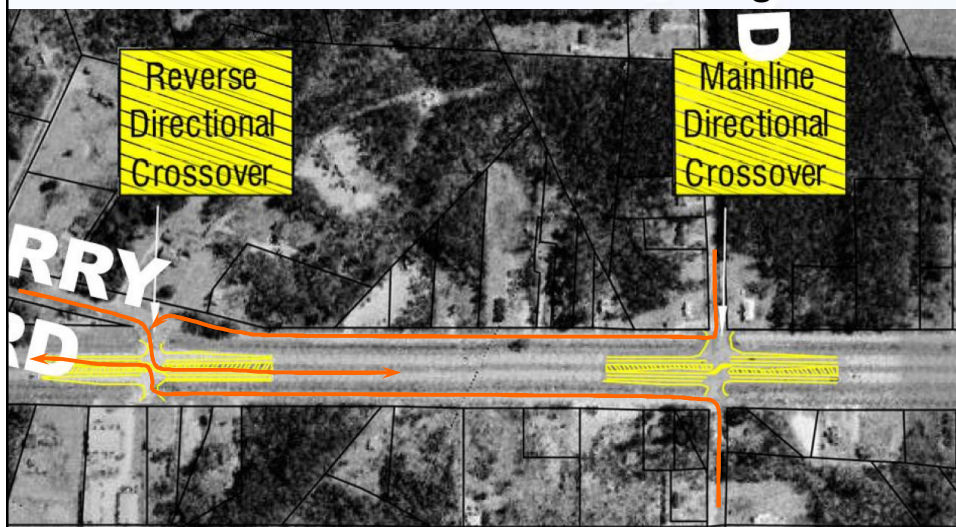 D
Reverse
Directional
Crossover
Mainline
Directional
Crossover
RRY
RD